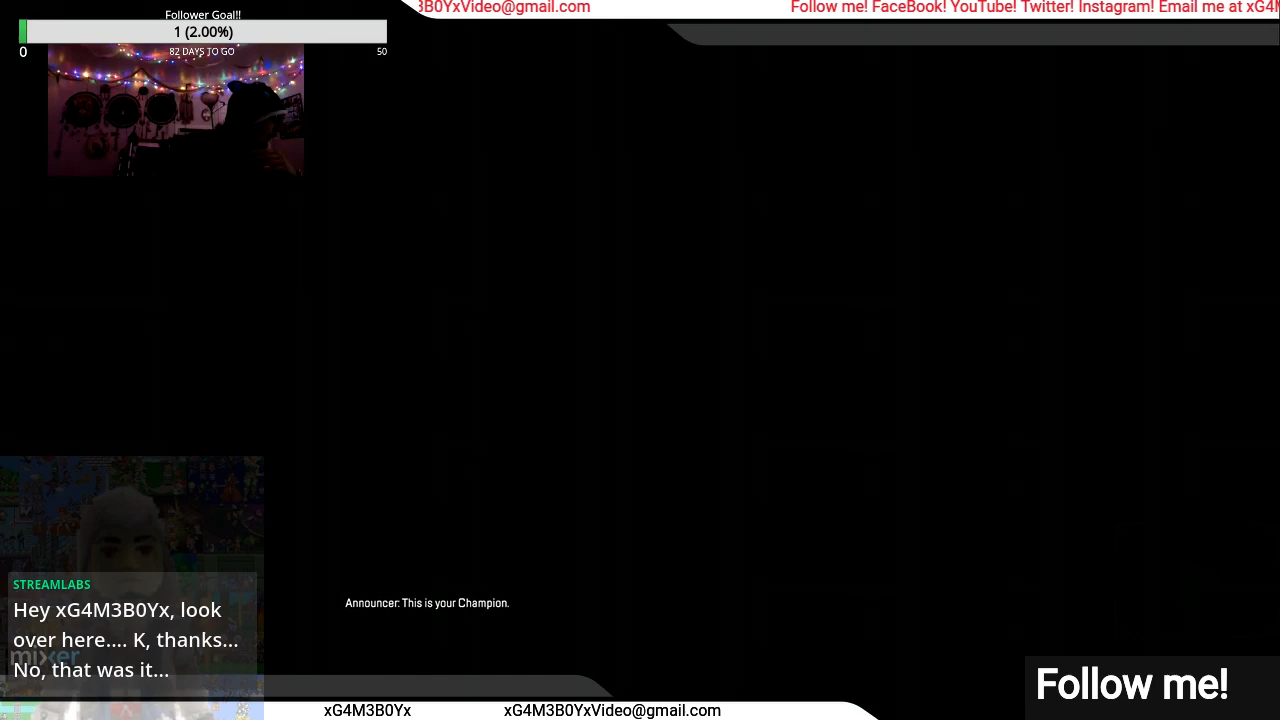 3B0YxVideo@gmail.com
Follow me! FaceBook! YouTube! Twitter! Instagram! Email me at xG4M
Follower Goal!!
1 (2.00%)
0
82 DAYS TO GO
50
STREAMLABS
Hey xG4M3B0Yx, look
over here.... K, thanks...
No, that was it...
mixer
Announcer: This is your Champion.
Follow me!
xG4M3B0Yx
xG4M3B0YxVideo@gmail.com